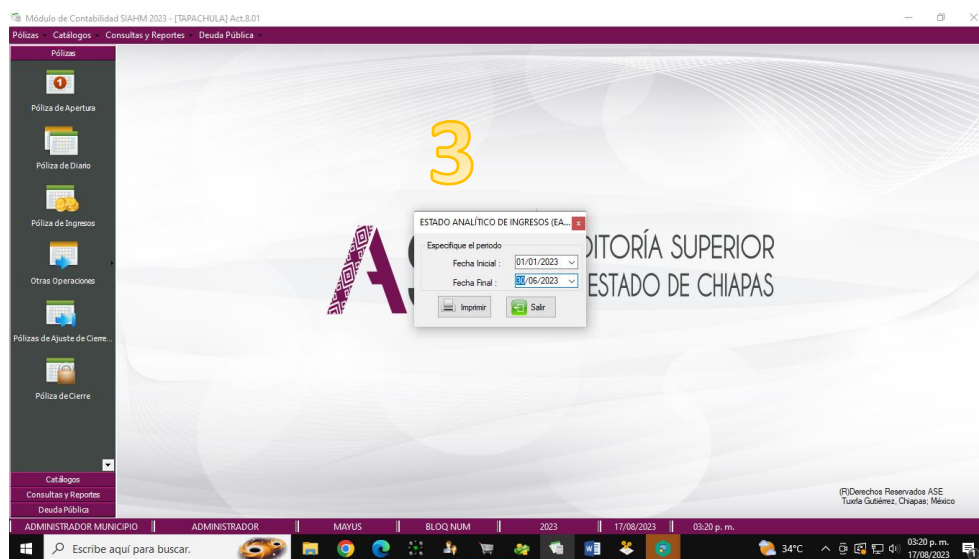 Módulo de Contabilidad SIAHM 2023 - [TAPACHULA] Act.8.01
Pólizas Catálogos Consultas y Reportes Deuda Pública
Pólizas
1
Póliza de Apertura
Póliza de Diario
Póliza de Ingresos
Otras Operaciones
Pólizas de Ajuste de Cierre...
Póliza de Cierre
3
ESTADO ANALÍTICO DE INGRESOS (EA...
Especifique el periodo
Fecha Inicial : 01/01/2023
Fecha Final : 30/06/2023
Imprimir Salir
DITORÍA SUPERIOR
ESTADO DE CHIAPAS
Catálogos
Consultas y Reportes
Deuda Pública
(R)Derechos Reservados ASE
Tuxtla Gutiérrez, Chiapas; México
ADMINISTRADOR MUNICIPIO ADMINISTRADOR MAYUS BLOQ NUM 2023 17/08/2023 03:20 p. m.
Escribe aquí para buscar. 34°C 03:20 p. m.
17/08/2023